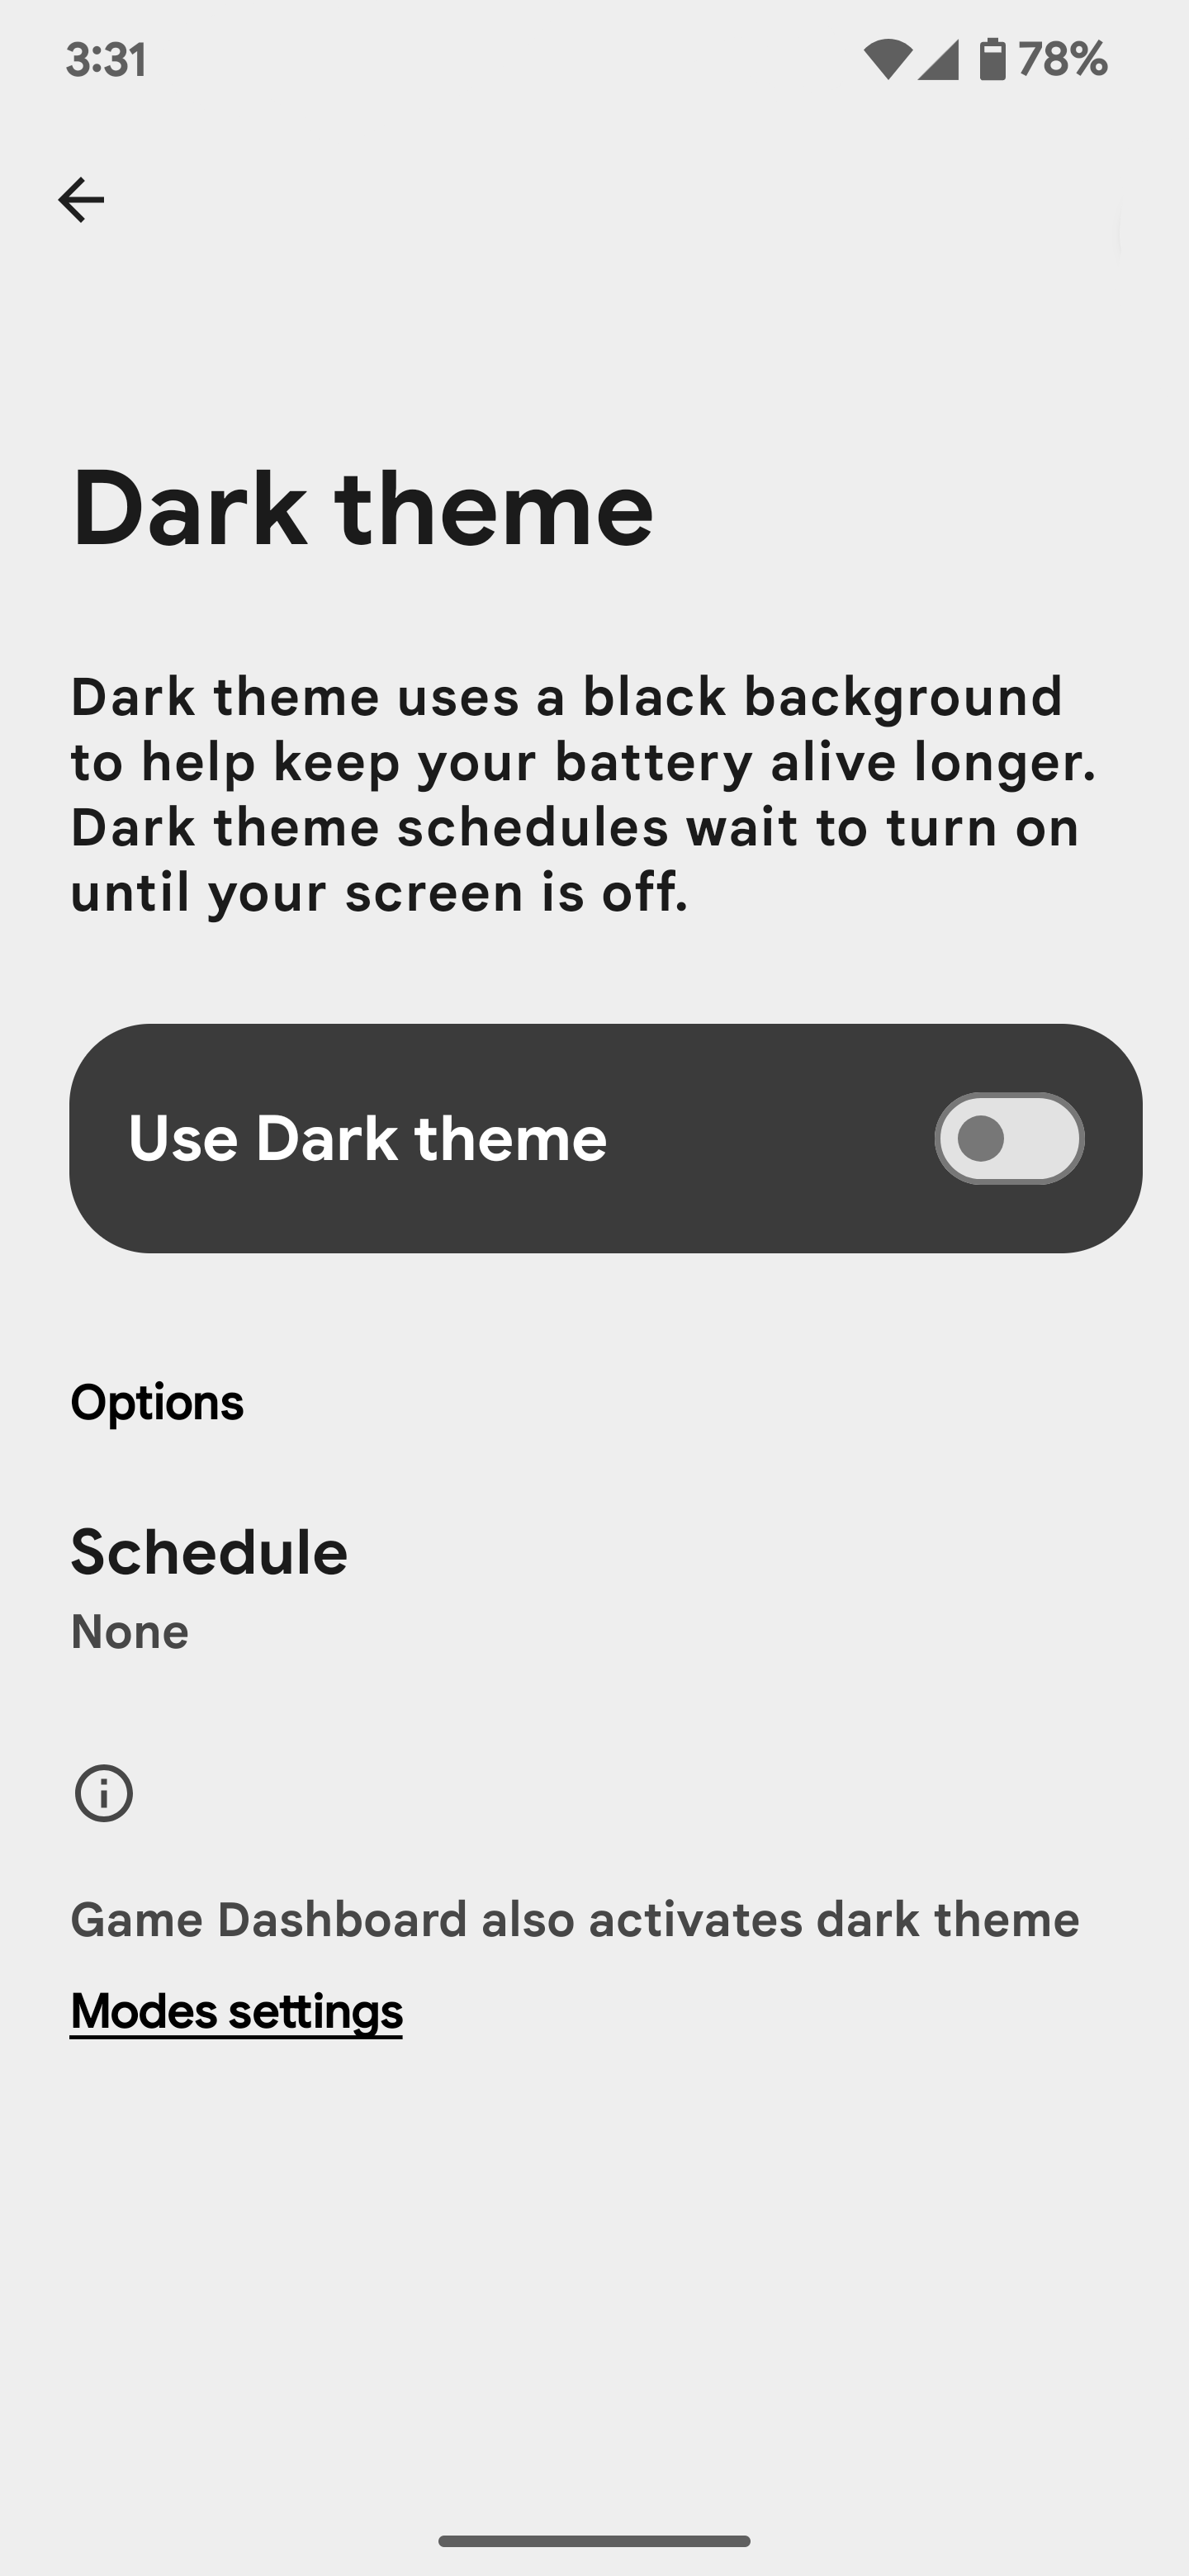 3:31 78%
Dark theme
Dark theme uses a black background
to help keep your battery alive longer.
Dark theme schedules wait to turn on
until your screen is off.
Use Dark theme
Options
Schedule
None
Game Dashboard also activates dark theme
Modes settings